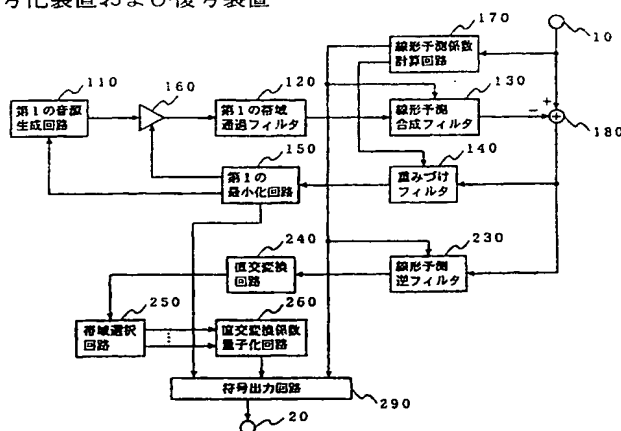 号化装置および復号装置
170
線形予測係数
計算回路
10
110
第1の音源
生成回路
160
120
第1の帯域
通過フィルタ
130
線形予測
合成フィルタ
− +
180
150
第1の
最小化回路
140
重みづけ
フィルタ
240
直交変換
回路
230
線形予測
逆フィルタ
250
帯域選択
回路
260
直交変換係数
量子化回路
符号出力回路
290
20